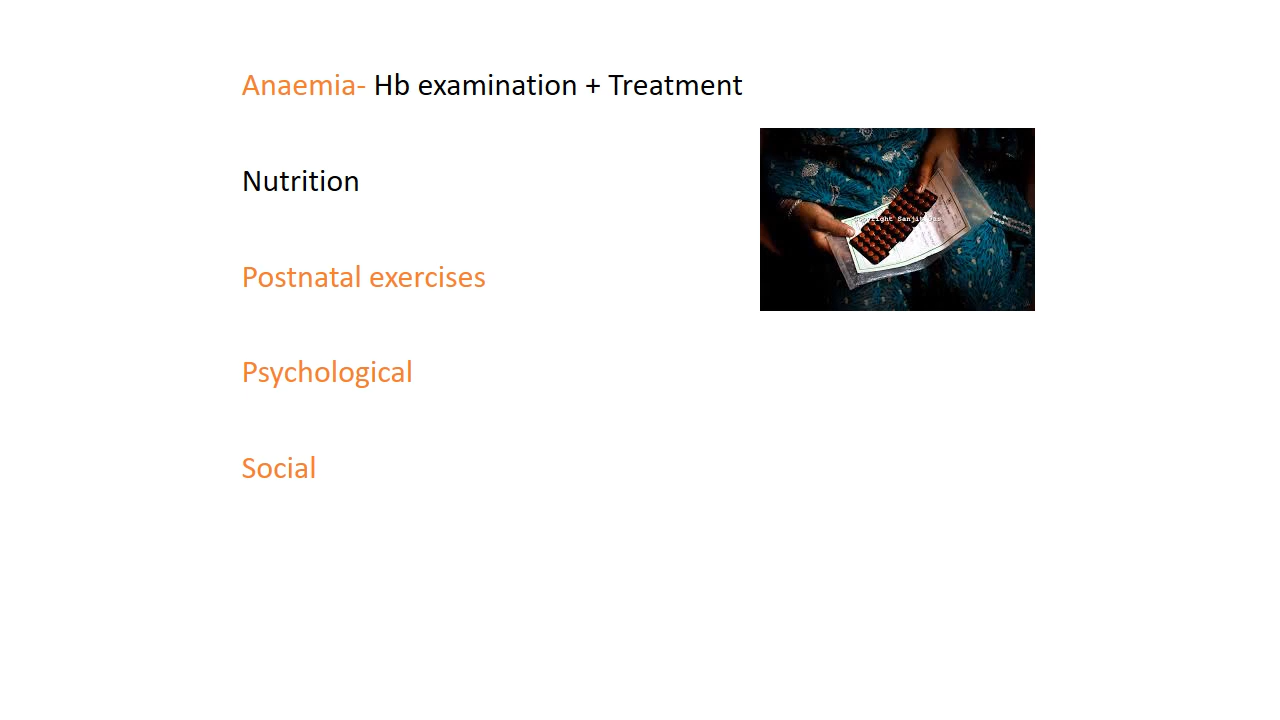 Anaemia- Hb examination + Treatment
Nutrition
Postnatal exercises
Psychological
Social